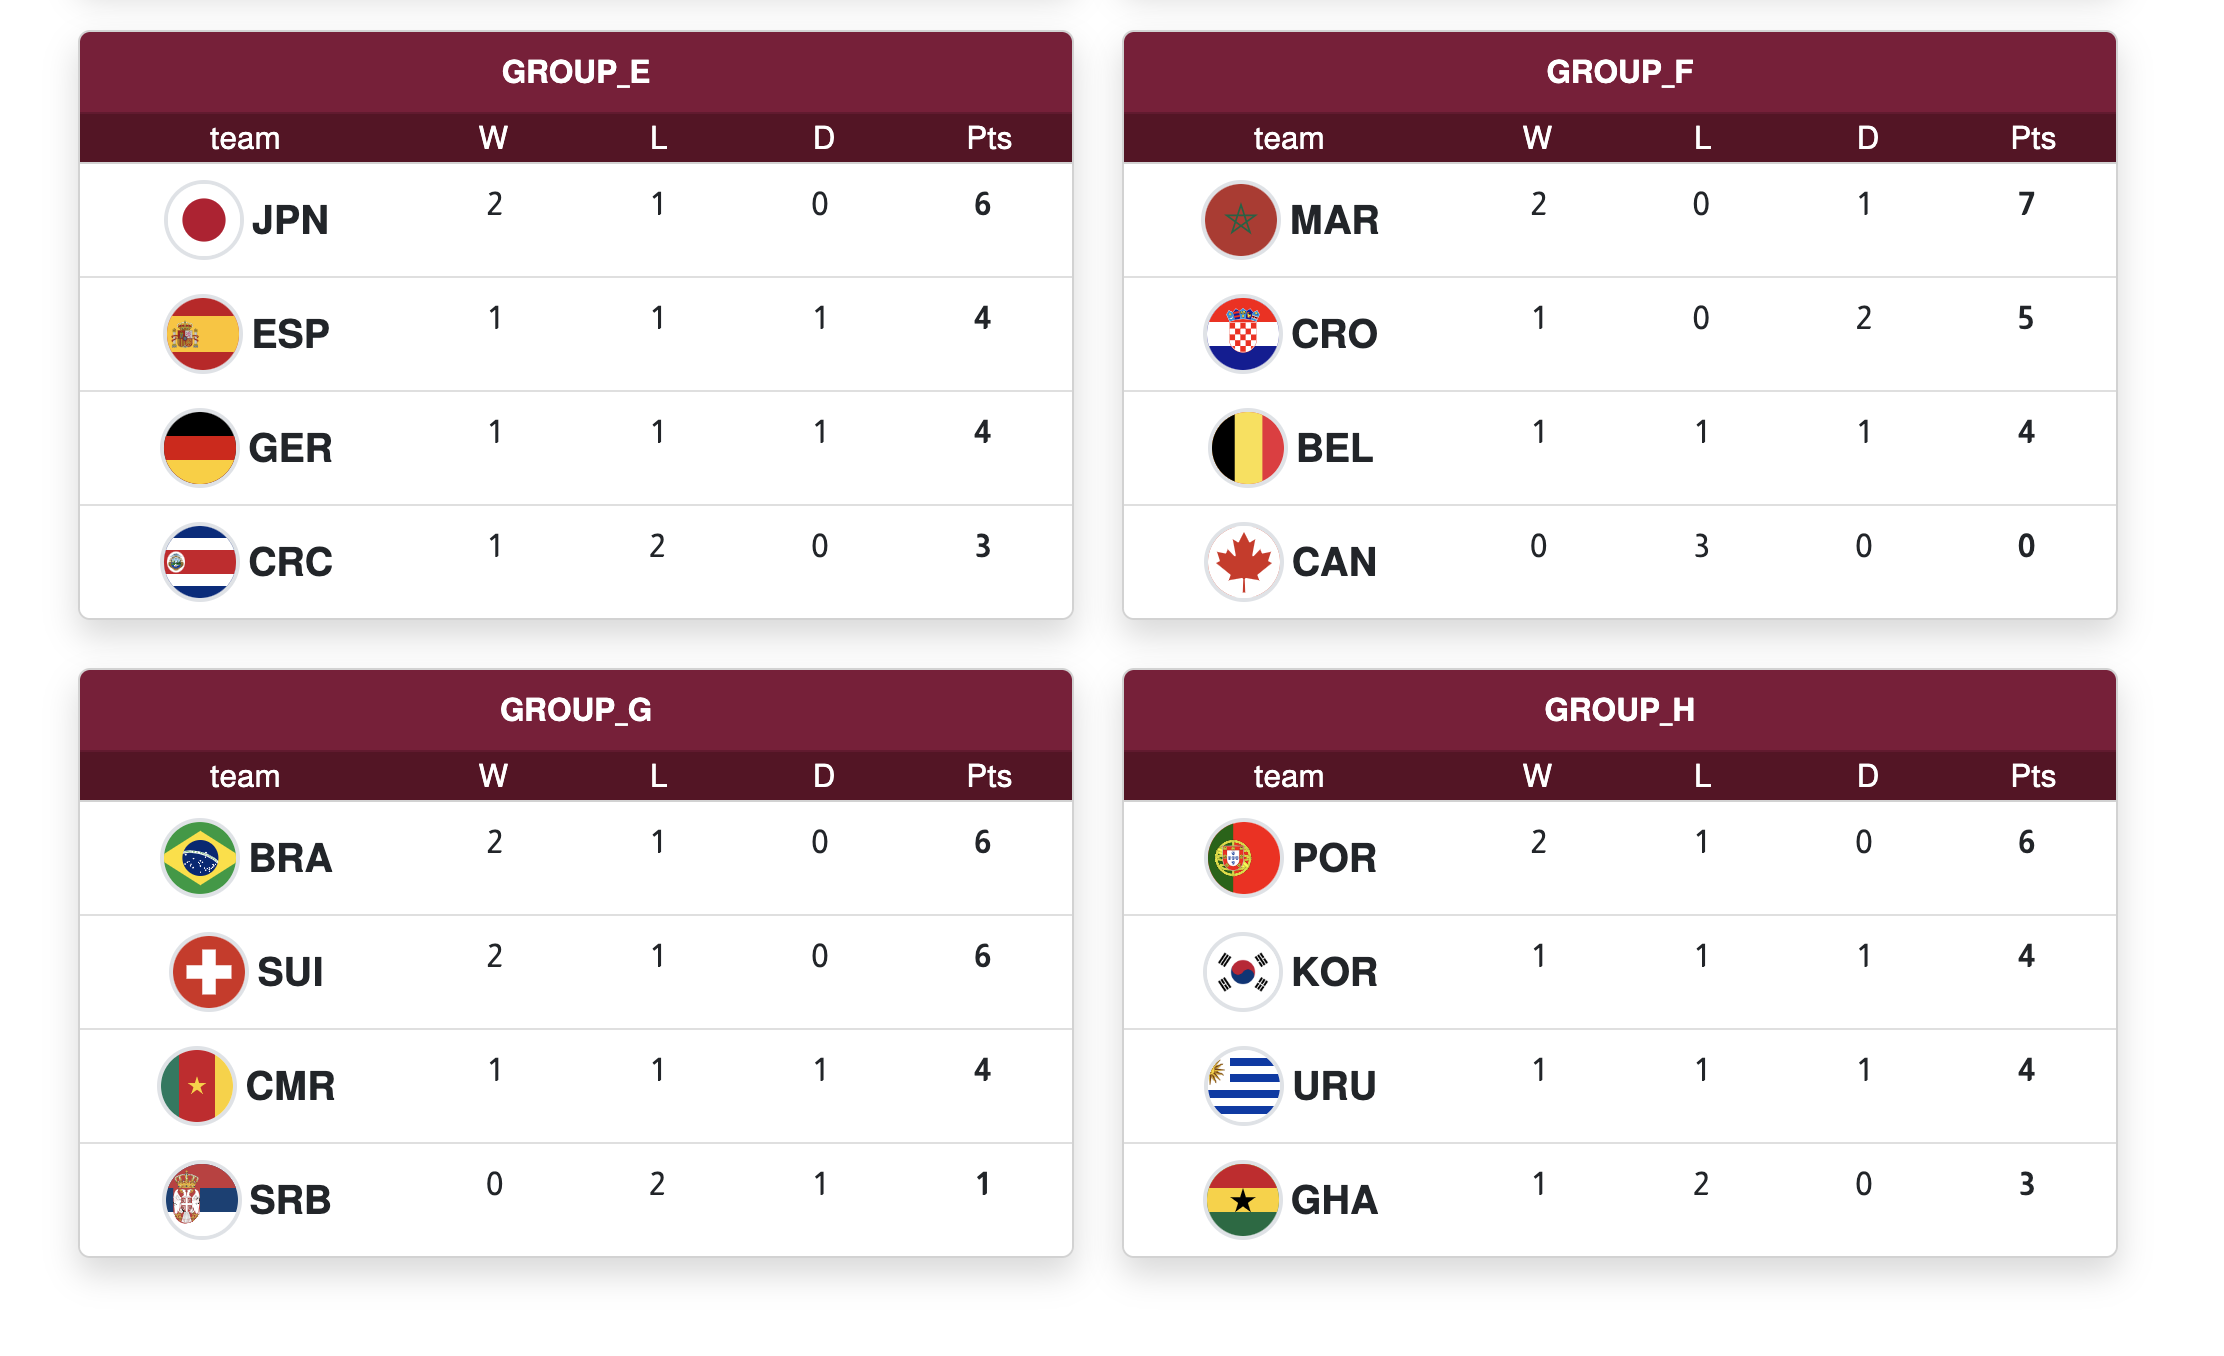 GROUP_E
team W L D Pts
JPN 2 1 0 6
ESP 1 1 1 4
GER 1 1 1 4
CRC 1 2 0 3
GROUP_F
team W L D Pts
MAR 2 0 1 7
CRO 1 0 2 5
BEL 1 1 1 4
CAN 0 3 0 0
GROUP_G
team W L D Pts
BRA 2 1 0 6
SUI 2 1 0 6
CMR 1 1 1 4
SRB 0 2 1 1
GROUP_H
team W L D Pts
POR 2 1 0 6
KOR 1 1 1 4
URU 1 1 1 4
GHA 1 2 0 3